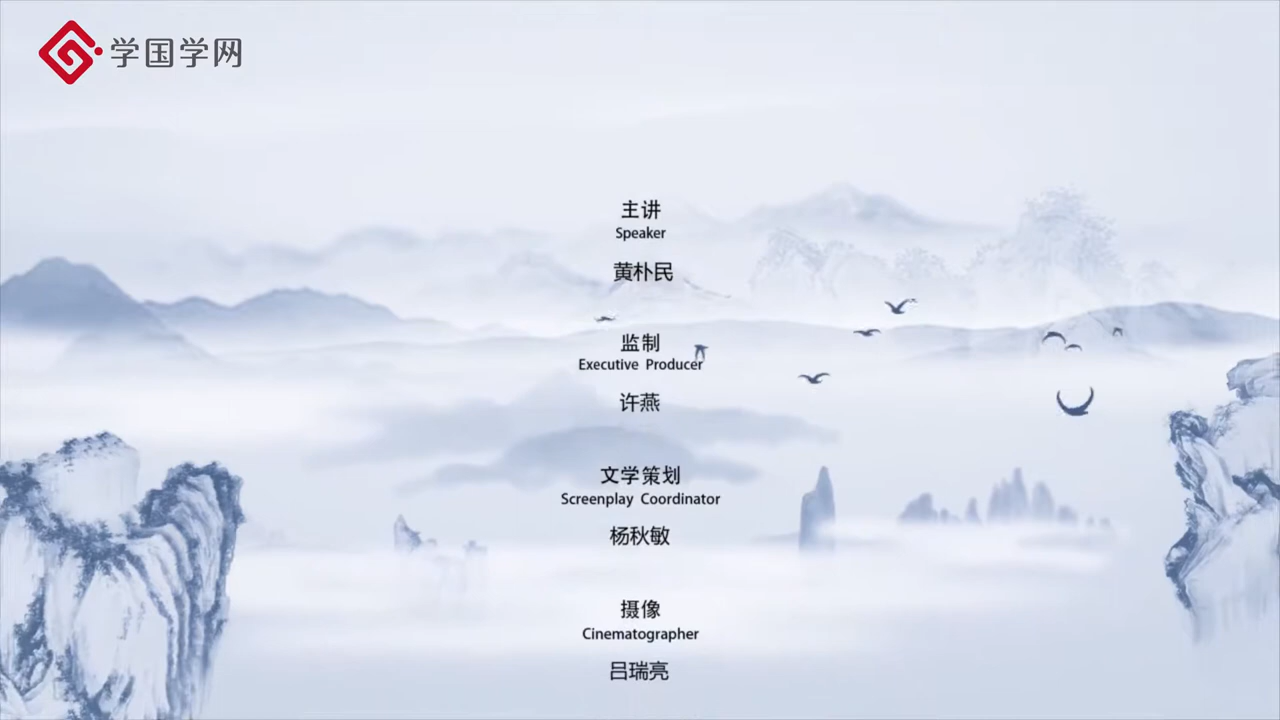 学国学网
主讲
Speaker
黄朴民
监制
Executive Producer
许燕
文学策划
Screenplay Coordinator
杨秋敏
摄像
Cinematographer
吕瑞亮